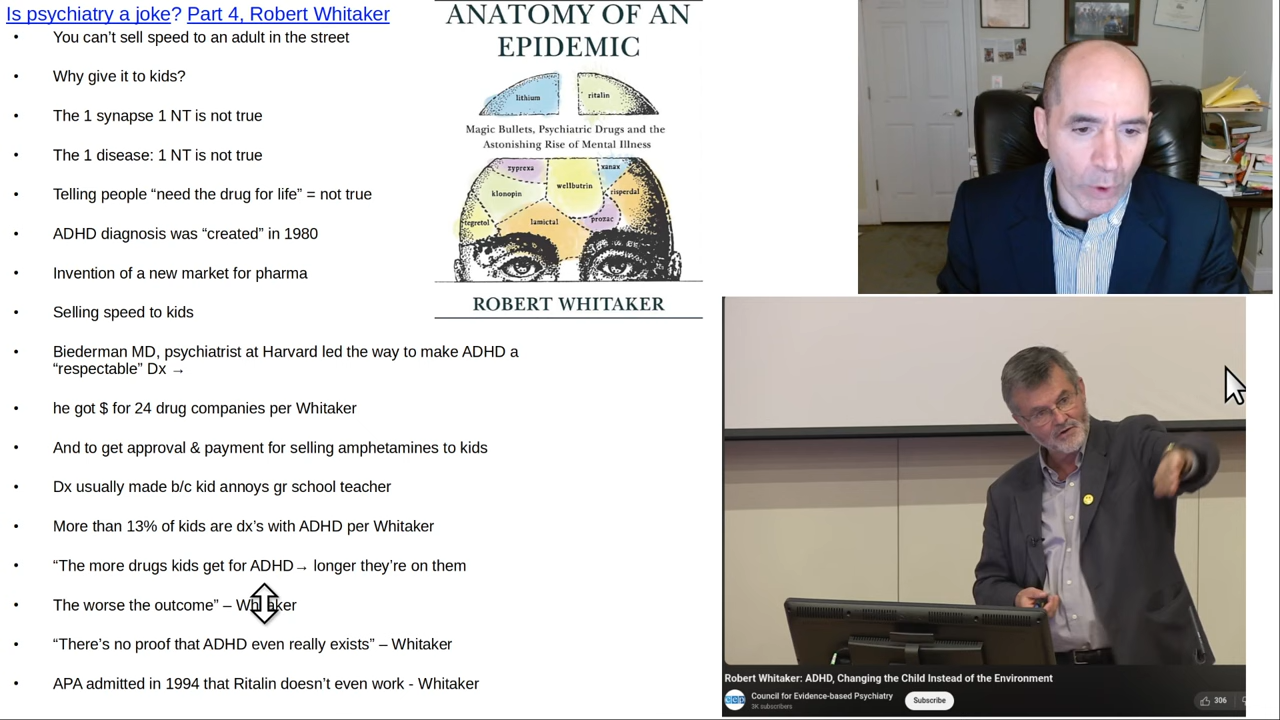 Is psychiatry a joke? Part 4, Robert Whitaker
• You can’t sell speed to an adult in the street
• Why give it to kids?
• The 1 synapse 1 NT is not true
• The 1 disease: 1 NT is not true
• Telling people “need the drug for life” = not true
• ADHD diagnosis was “created” in 1980
• Invention of a new market for pharma
• Selling speed to kids
• Biederman MD, psychiatrist at Harvard led the way to make ADHD a
“respectable” Dx →
• he got $ for 24 drug companies per Whitaker
• And to get approval & payment for selling amphetamines to kids
• Dx usually made b/c kid annoys gr school teacher
• More than 13% of kids are dx’s with ADHD per Whitaker
• “The more drugs kids get for ADHD→ longer they’re on them
• The worse the outcome” – Whitaker
• “There’s no proof that ADHD even really exists” – Whitaker
• APA admitted in 1994 that Ritalin doesn’t even work - Whitaker
ANATOMY OF AN
EPIDEMIC
lithium
ritalin
Magic Bullets, Psychiatric Drugs and the
Astonishing Rise of Mental Illness
zyprexa
xanax
klonopin
wellbutrin
risperdal
tegretol
lamictal
prozac
ROBERT WHITAKER
Robert Whitaker: ADHD, Changing the Child Instead of the Environment
Council for Evidence-based Psychiatry
3K subscribers
Subscribe
306